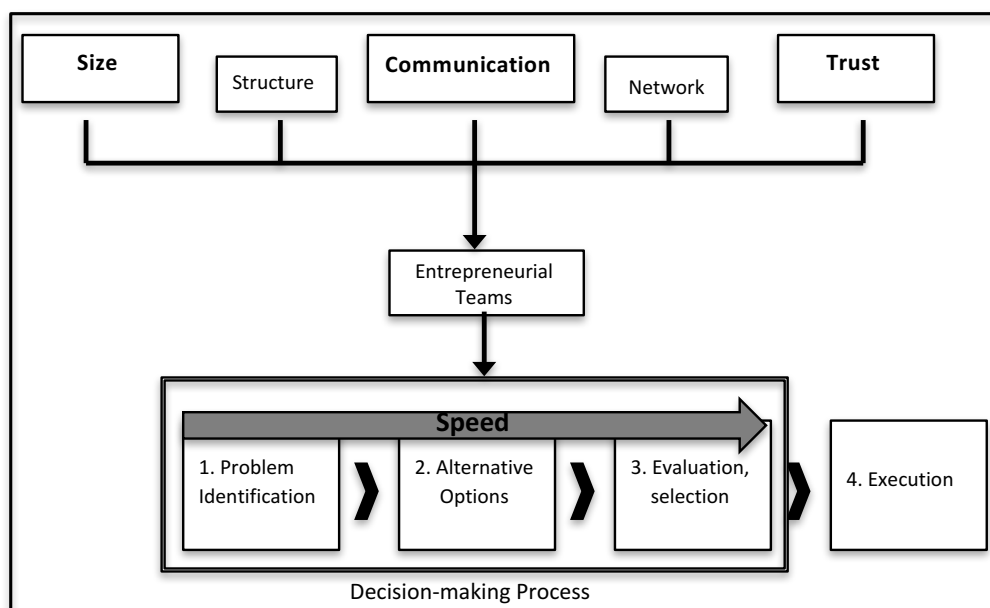 Size
Structure
Communication
Network
Trust
Entrepreneurial
Teams
Speed
1. Problem
Identification
2. Alternative
Options
3. Evaluation,
selection
4. Execution
Decision-making Process